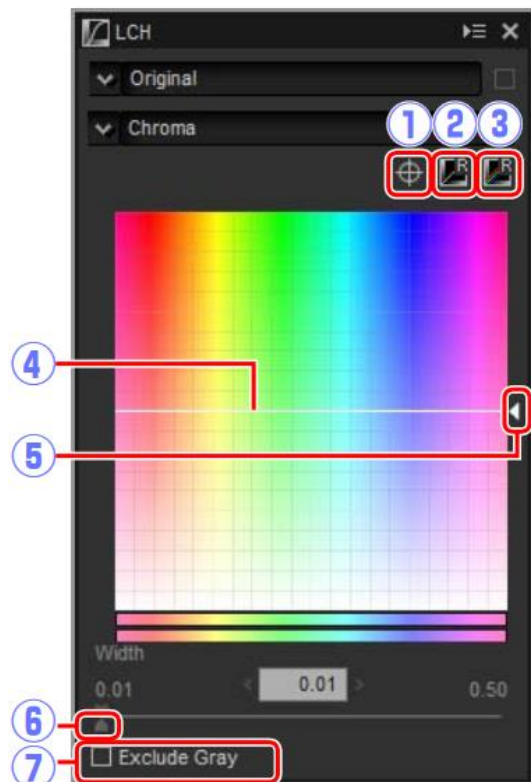 LCH
Original
Chroma
1 2 3
R R
4
5
Width
0.01 0.01 0.50
6
7 Exclude Gray